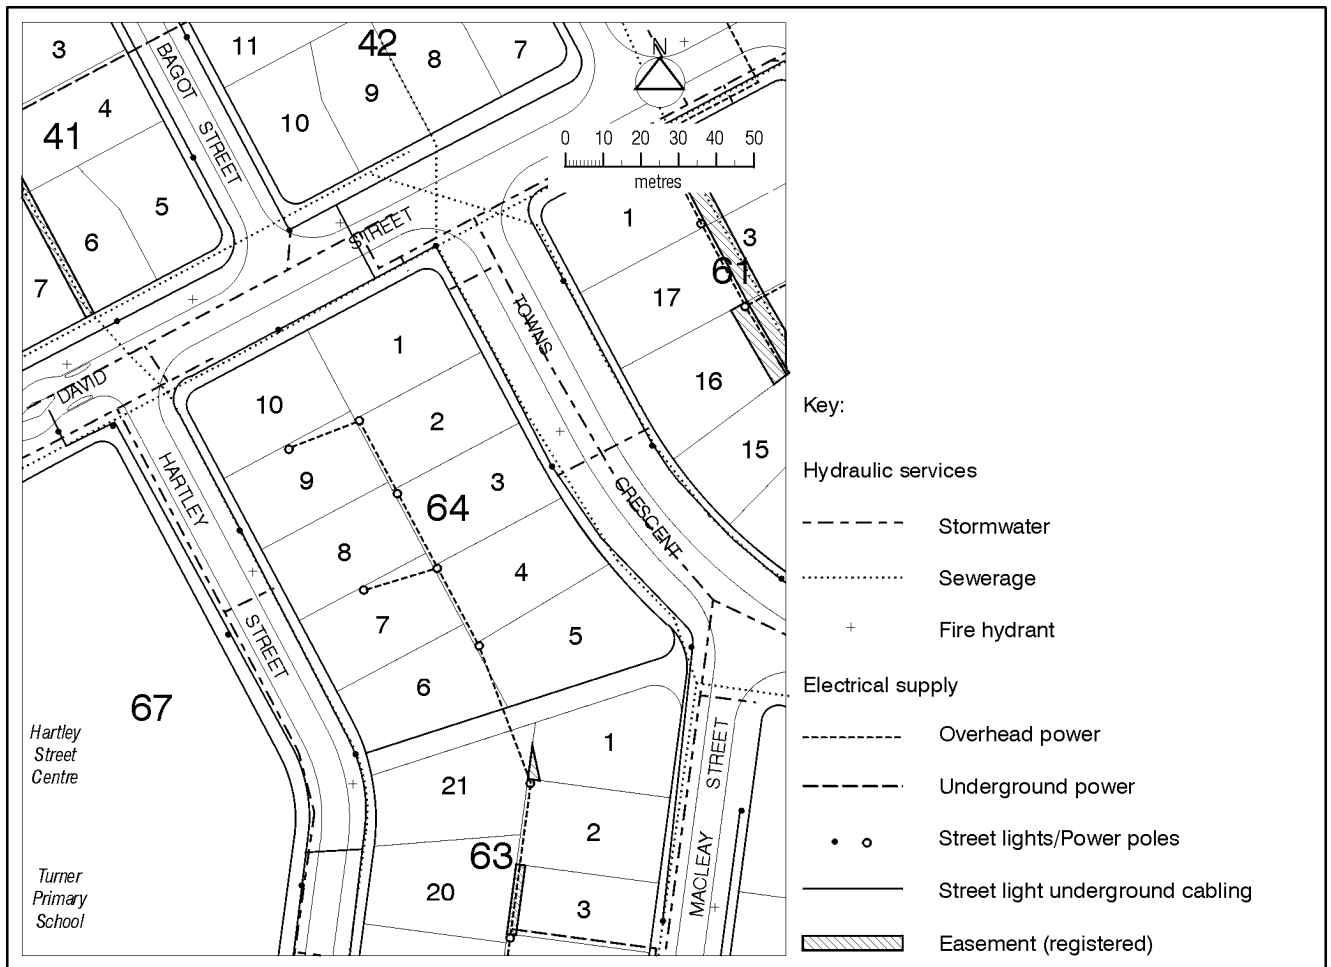 3
11
42
8
7
N
BAGOT
STREET
4
9
41
10
0 10 20 30 40 50
metres
5
6
7
STREET
1
3
61
17
TOWNS
16
15
DAVID
1
10
2
HARTLEY
9
3
64
8
4
CRESCENT
STREET
7
5
6
67
Hartley
Street
Centre
1
21
STREET
2
63
MACLEAY
20
3
Turner
Primary
School
Key:
Hydraulic services
Stormwater
Sewerage
Fire hydrant
Electrical supply
Overhead power
Underground power
Street lights/Power poles
Street light underground cabling
Easement (registered)